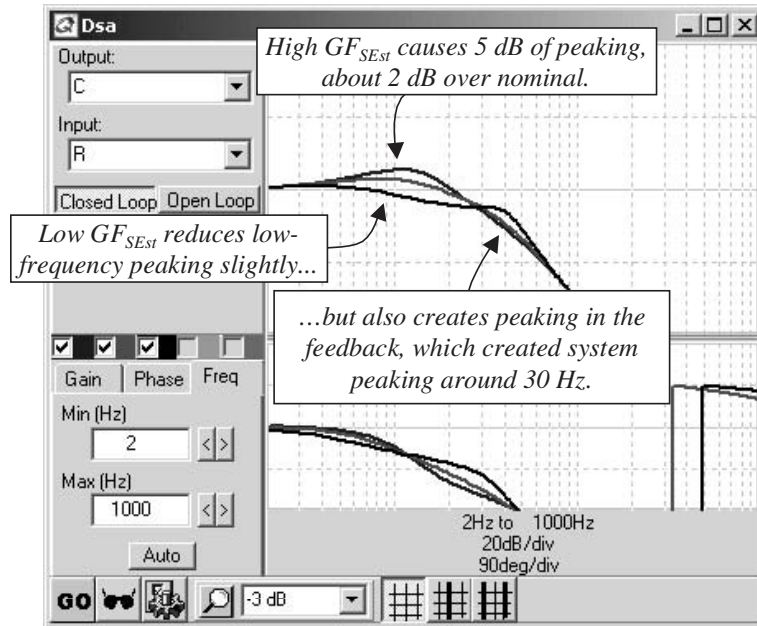 Dsa
Output:
C
Input:
R
Closed Loop Open Loop
High GF_SEst causes 5 dB of peaking,
about 2 dB over nominal.
Low GF_SEst reduces low-
frequency peaking slightly...
...but also creates peaking in the
feedback, which created system
peaking around 30 Hz.
Gain Phase Freq
Min (Hz)
2
< >
Max (Hz)
1000
< >
Auto
2Hz to 1000Hz
20dB/div
90deg/div
GO
-3 dB